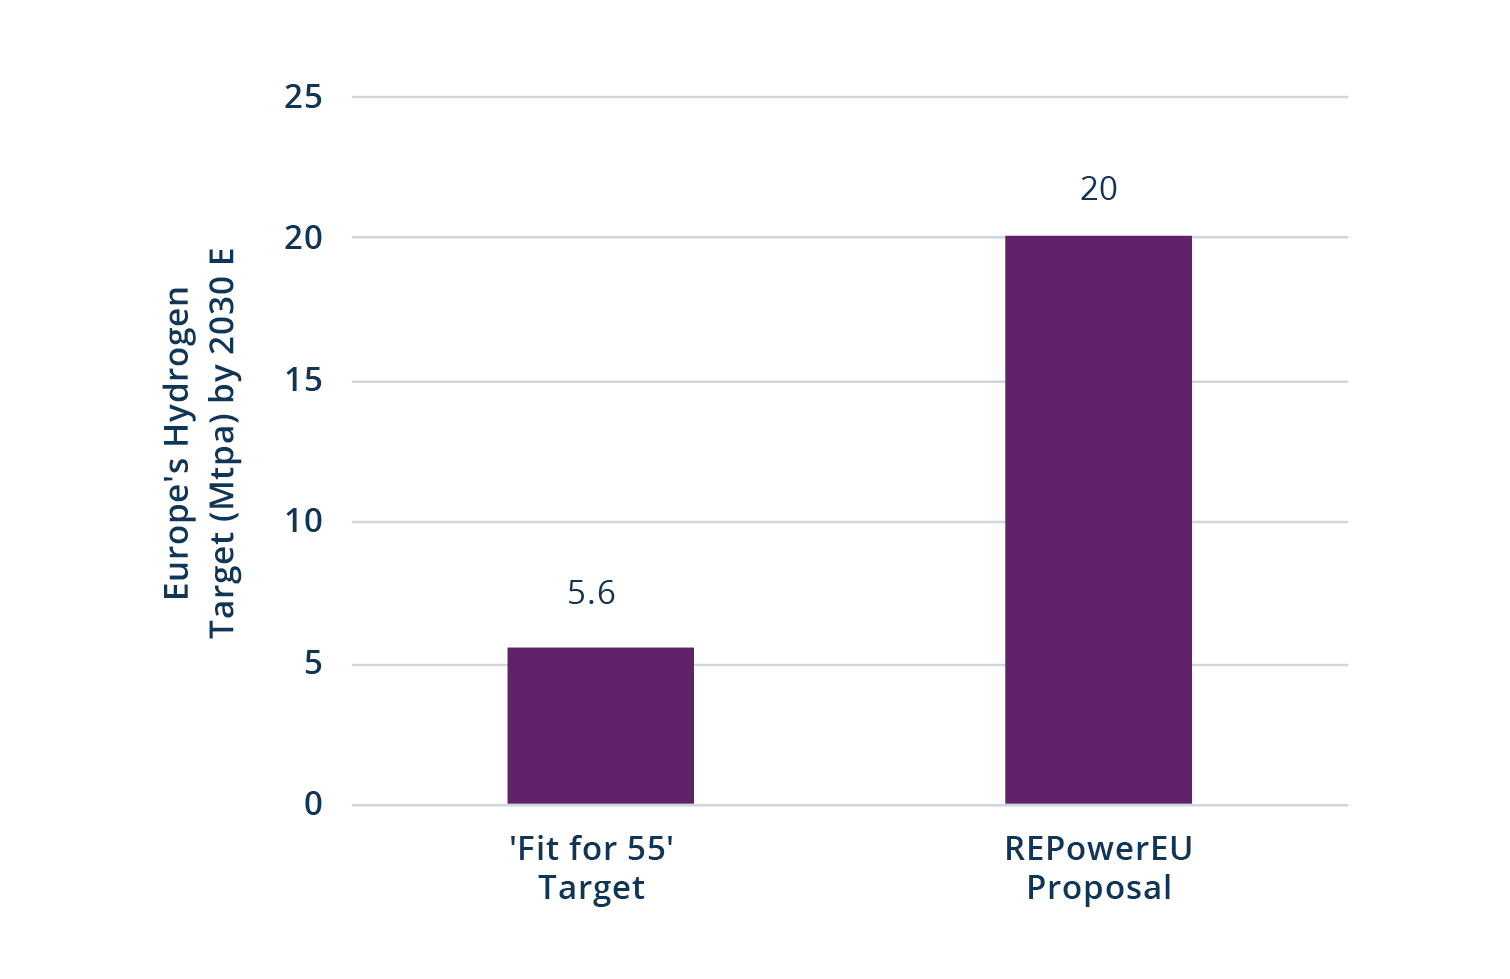 Europe's Hydrogen
Target (Mtpa) by 2030 E
25
20
15
10
5
0
5.6
20
'Fit for 55'
Target
REPowerEU
Proposal